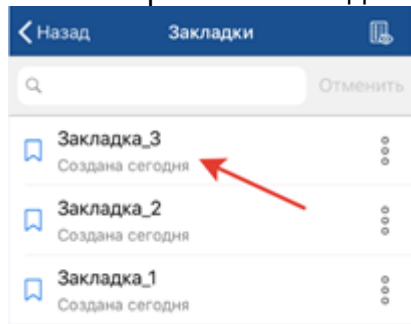 Назад Закладки
Отменить
Закладка_3
Создана сегодня
Закладка_2
Создана сегодня
Закладка_1
Создана сегодня